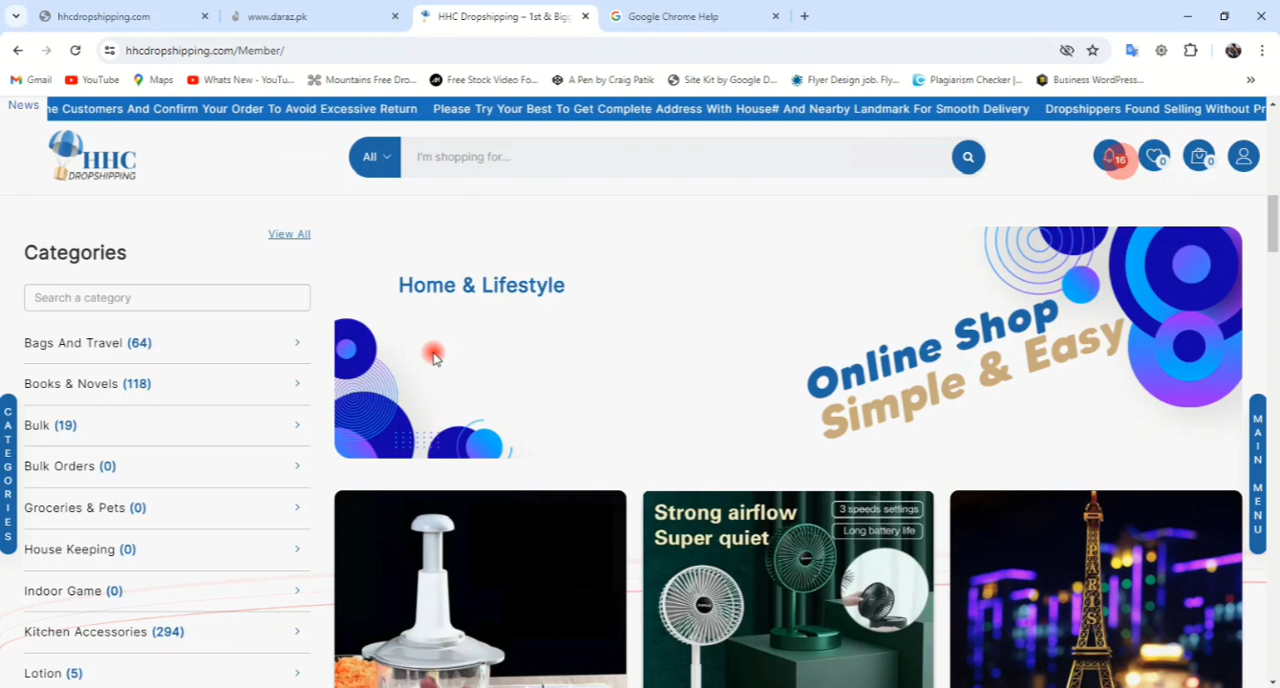 hhcdropshipping.com
www.daraz.pk
HHC Dropshipping – 1st & Big
Google Chrome Help
hhcdropshipping.com/Member/
Gmail
YouTube
Maps
Whats New - YouTu...
Mountains Free Dro...
Free Stock Video Fo...
A Pen by Craig Patik
Site Kit by Google D...
Flyer Design job. Fly...
Plagiarism Checker |...
Business WordPress...
News
e Customers And Confirm Your Order To Avoid Excessive Return Please Try Your Best To Get Complete Address With House# And Nearby Landmark For Smooth Delivery Dropshippers Found Selling Without Pr
HHC
DROPSHIPPING
All
I'm shopping for...
16
0
0
View All
Categories
Search a category
Bags And Travel (64)
Books & Novels (118)
Bulk (19)
Bulk Orders (0)
Groceries & Pets (0)
House Keeping (0)
Indoor Game (0)
Kitchen Accessories (294)
Lotion (5)
CATEGORIES
Home & Lifestyle
Online Shop
Simple & Easy
MAIN MENU
Strong airflow
Super quiet
3 speeds settings
Long battery life
PARIS